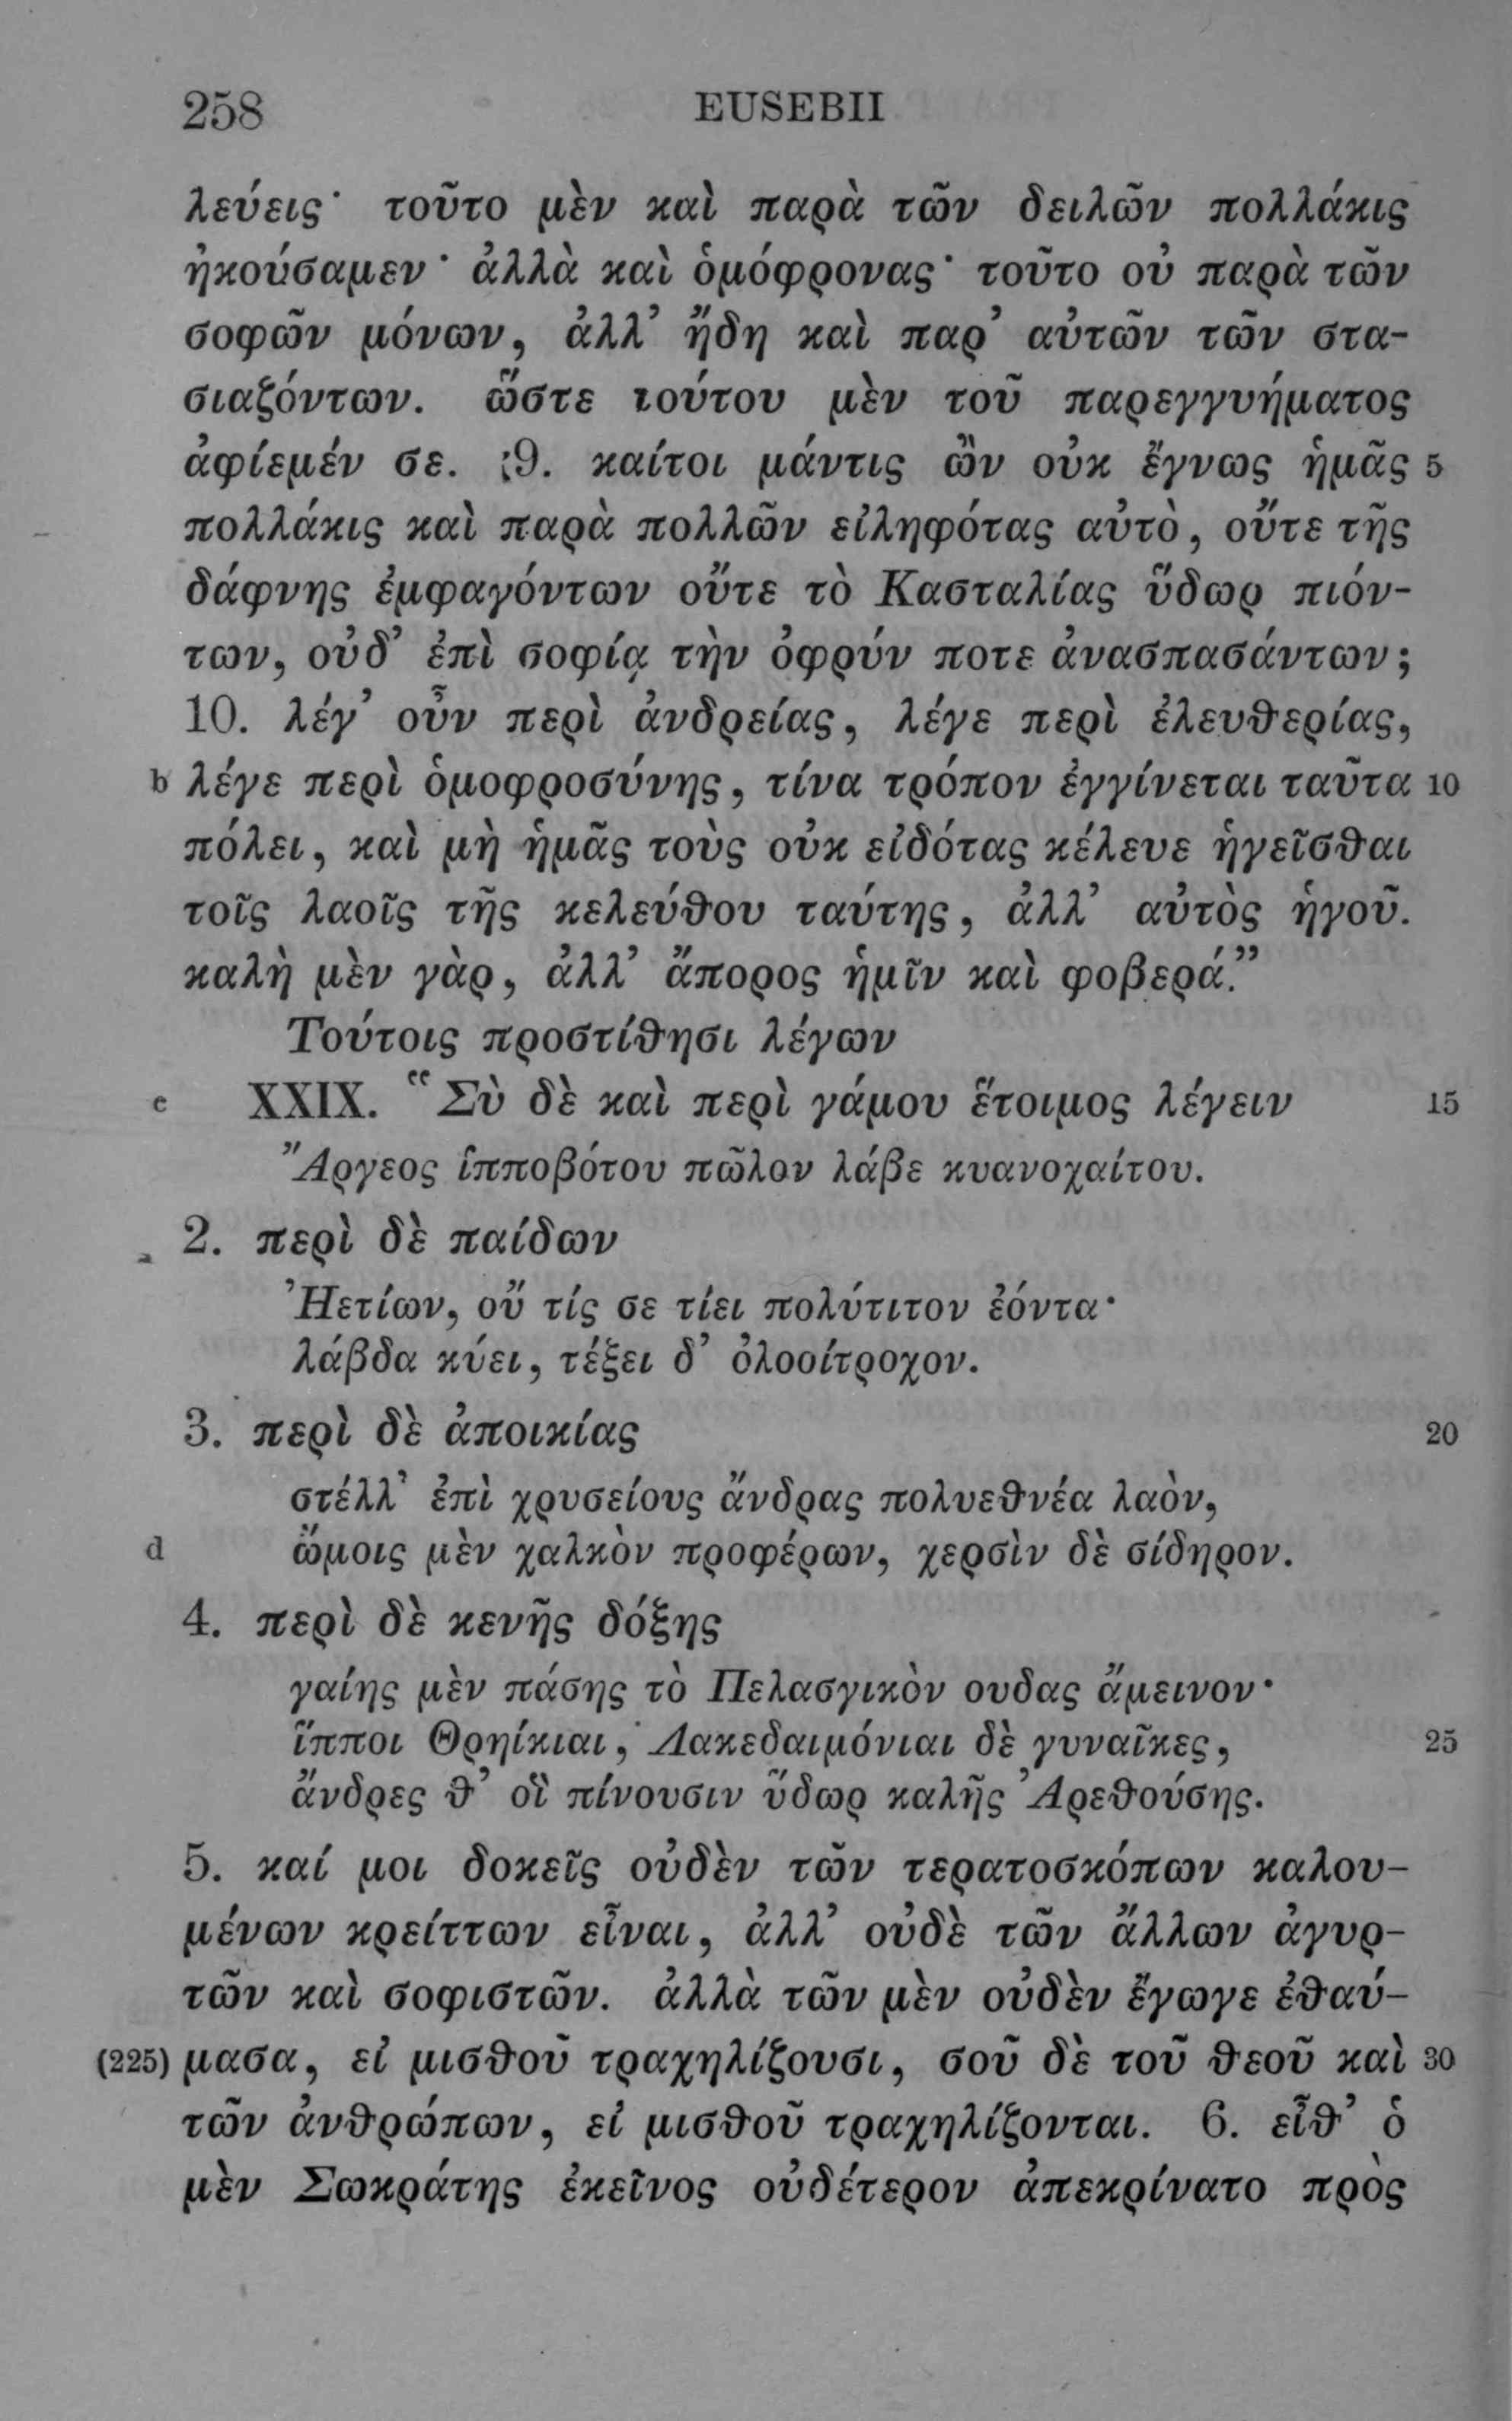 258 EUSEBII
λεύεις· τοῦτο μὲν καὶ παρὰ τῶν δειλῶν πολλάκις
ἠκούσαμεν· ἀλλὰ καὶ ὁμόφρονας· τοῦτο οὐ παρὰ τῶν
σοφῶν μόνων, ἀλλ’ ἤδη καὶ παρ’ αὐτῶν τῶν στα-
σιαζόντων. ὥστε τούτου μὲν τοῦ παρεγγυήματος
ἀφίεμέν σε. 9. καίτοι μάντις ὢν οὐκ ἔγνως ἡμᾶς 5
πολλάκις καὶ παρὰ πολλῶν εἰληφότας αὐτὸ, οὔτε τῆς
δάφνης ἐμφαγόντων οὔτε τὸ Κασταλίας ὕδωρ πιόν-
των, οὐδ’ ἐπὶ σοφίᾳ τὴν ὀφρύν ποτε ἀνασπασάντων;
10. λέγ’ οὖν περὶ ἀνδρείας, λέγε περὶ ἐλευθερίας,
b λέγε περὶ ὁμοφροσύνης, τίνα τρόπον ἐγγίνεται ταῦτα 10
πόλει, καὶ μὴ ἡμᾶς τοὺς οὐκ εἰδότας κέλευε ἡγεῖσθαι
τοῖς λαοῖς τῆς κελεύθου ταύτης, ἀλλ’ αὐτὸς ἡγοῦ.
καλὴ μὲν γὰρ, ἀλλ’ ἄπορος ἡμῖν καὶ φοβερά.”
Τούτοις προστίθησι λέγων
c XXIX. “Σὺ δὲ καὶ περὶ γάμου ἕτοιμος λέγειν 15
Ἄργεος ἱπποβότου πῶλον λάβε κυανοχαίτου.
2. περὶ δὲ παίδων
Ἠετίων, οὔ τίς σε τίει πολύτιτον ἐόντα·
λάβδα κύει, τέξει δ’ ὀλοοίτροχον.
3. περὶ δὲ ἀποικίας 20
στέλλ’ ἐπὶ χρυσείους ἄνδρας πολυεθνέα λαὸν,
d ὤμοις μὲν χαλκὸν προφέρων, χερσὶν δὲ σίδηρον.
4. περὶ δὲ κενῆς δόξης
γαίης μὲν πάσης τὸ Πελασγικὸν ουδας ἄμεινον·
ἵπποι Θρηίκιαι, Λακεδαιμόνιαι δὲ γυναῖκες, 25
ἄνδρες θ’ οἳ πίνουσιν ὕδωρ καλῆς Ἀρεθούσης.
5. καί μοι δοκεῖς οὐδὲν τῶν τερατοσκόπων καλου-
μένων κρείττων εἶναι, ἀλλ’ οὐδὲ τῶν ἄλλων ἀγυρ-
τῶν καὶ σοφιστῶν. ἀλλὰ τῶν μὲν οὐδὲν ἔγωγε ἐθαύ-
(225) μασα, εἰ μισθοῦ τραχηλίζουσι, σοῦ δὲ τοῦ θεοῦ καὶ 30
τῶν ἀνθρώπων, εἰ μισθοῦ τραχηλίζονται. 6. εἶθ’ ὁ
μὲν Σωκράτης ἐκεῖνος οὐδέτερον ἀπεκρίνατο πρὸς